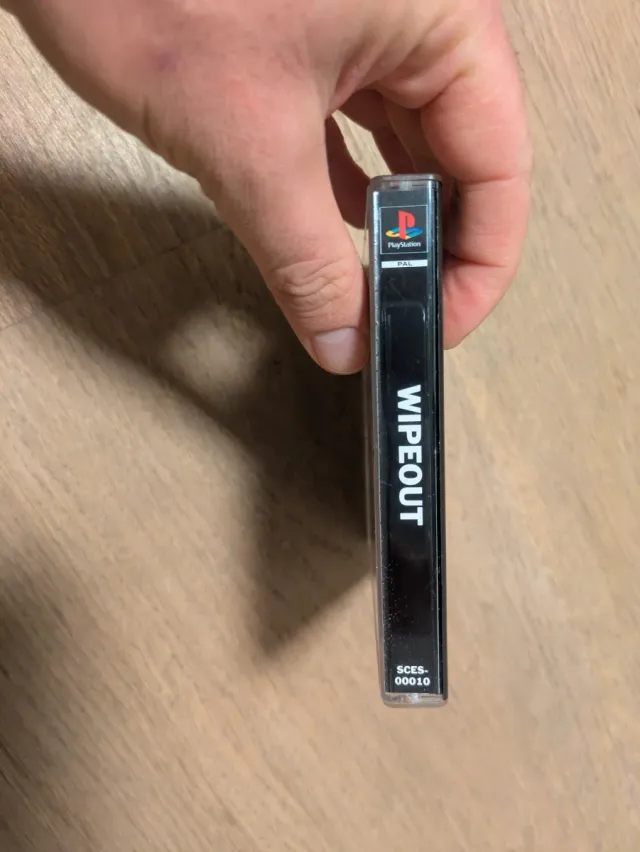 PlayStation
PAL
WIPEOUT
SCES-
00010